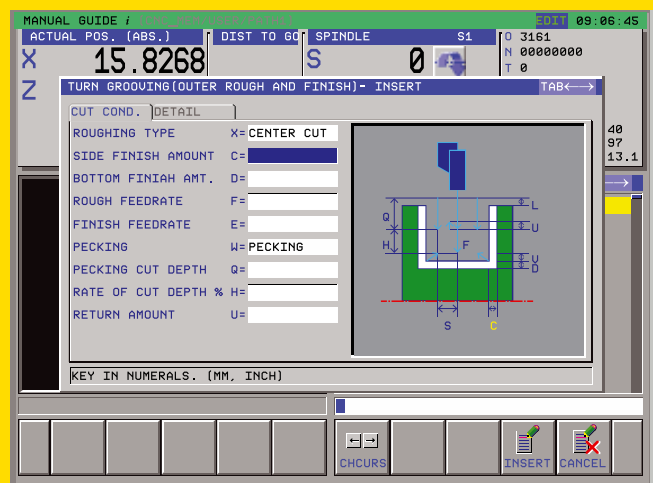 MANUAL GUIDE i
EDIT 09:06:45
ACTUAL POS. (ABS.) DIST TO GO SPINDLE S1 O 3161
X 15.8268 S 0 N 00000000
T 0
Z
TURN GROOVING(OUTER ROUGH AND FINISH)- INSERT TAB←→
CUT COND. DETAIL
ROUGHING TYPE X= CENTER CUT
SIDE FINISH AMOUNT C=
BOTTOM FINIAH AMT. D=
ROUGH FEEDRATE F=
FINISH FEEDRATE E=
PECKING W= PECKING
PECKING CUT DEPTH Q=
RATE OF CUT DEPTH % H=
RETURN AMOUNT U=
L
Q
U
H F
U
D
S C
40
97
13.1
→
KEY IN NUMERALS. (MM, INCH)
←→
CHCURS INSERT CANCEL